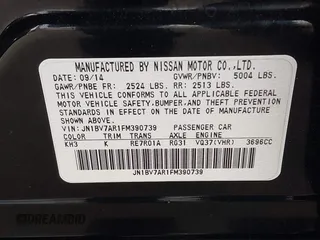 MANUFACTURED BY NISSAN MOTOR CO.,LTD.
DATE: 09/14 GVWR/PNBV: 5004 LBS.
GAWR/PNBE FR: 2524 LBS. RR: 2513 LBS.
THIS VEHICLE CONFORMS TO ALL APPLICABLE FEDERAL
MOTOR VEHICLE SAFETY,BUMPER,AND THEFT PREVENTION
STANDARDS IN EFFECT ON THE DATE OF MANUFACTURE
SHOWN ABOVE.
VIN: JN1BV7AR1FM390739 PASSENGER CAR
COLOR TRIM TRANS AXLE ENGINE
KH3 K RE7R01A R031 VQ37(VHR) 3696CC
JN1BV7AR1FM390739
DREAMBID